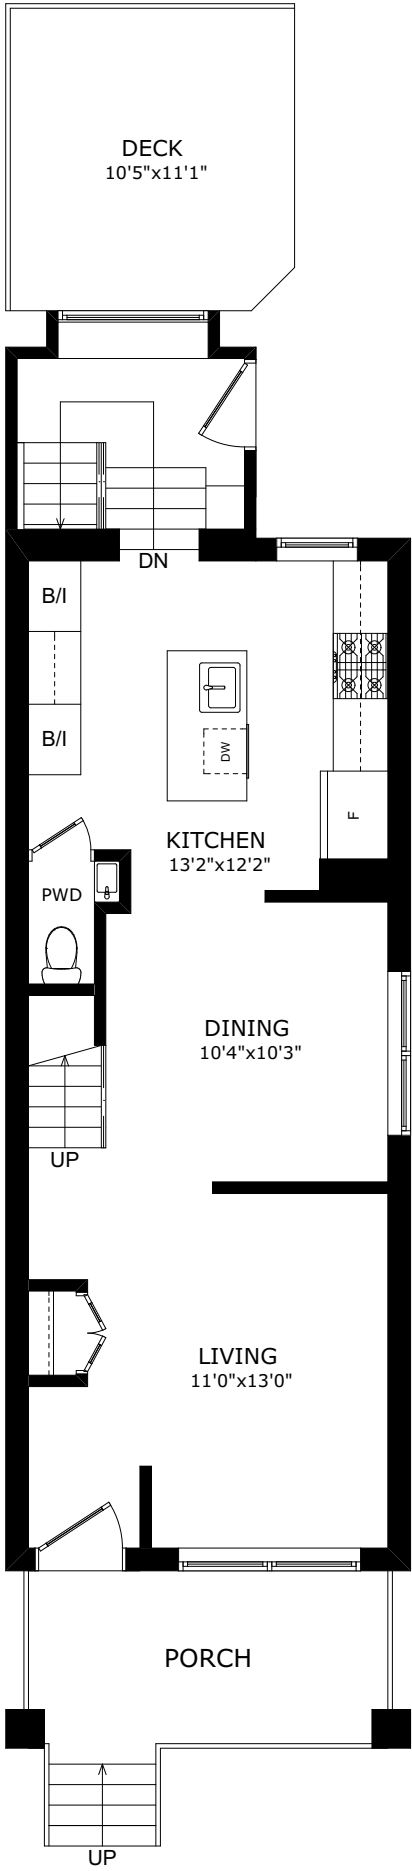 DECK
10'5"x11'1"
DN
B/I
B/I
DW
F
KITCHEN
13'2"x12'2"
PWD
DINING
10'4"x10'3"
UP
LIVING
11'0"x13'0"
PORCH
UP